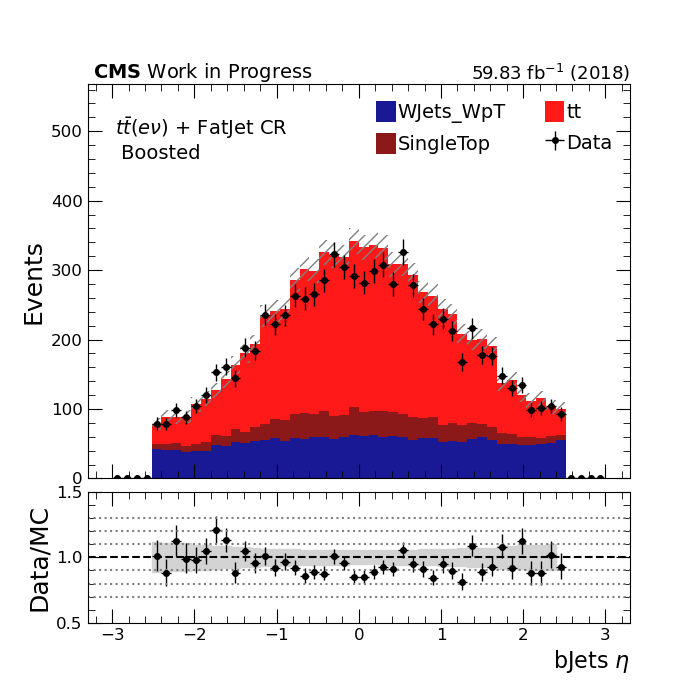 CMS Work in Progress 59.83 fb⁻¹ (2018)
tt̄(eν) + FatJet CR
Boosted
WJets_WpT
tt
SingleTop
Data
Events
500
400
300
200
100
0
Data/MC
1.5
1.0
0.5
−3 −2 −1 0 1 2 3
bJets η